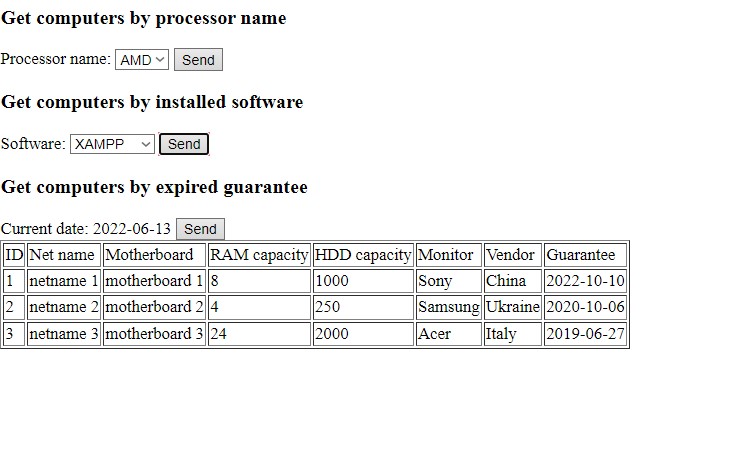 Get computers by processor name
Processor name: AMD Send
Get computers by installed software
Software: XAMPP Send
Get computers by expired guarantee
Current date: 2022-06-13 Send
ID Net name Motherboard RAM capacity HDD capacity Monitor Vendor Guarantee
1 netname 1 motherboard 1 8 1000 Sony China 2022-10-10
2 netname 2 motherboard 2 4 250 Samsung Ukraine 2020-10-06
3 netname 3 motherboard 3 24 2000 Acer Italy 2019-06-27